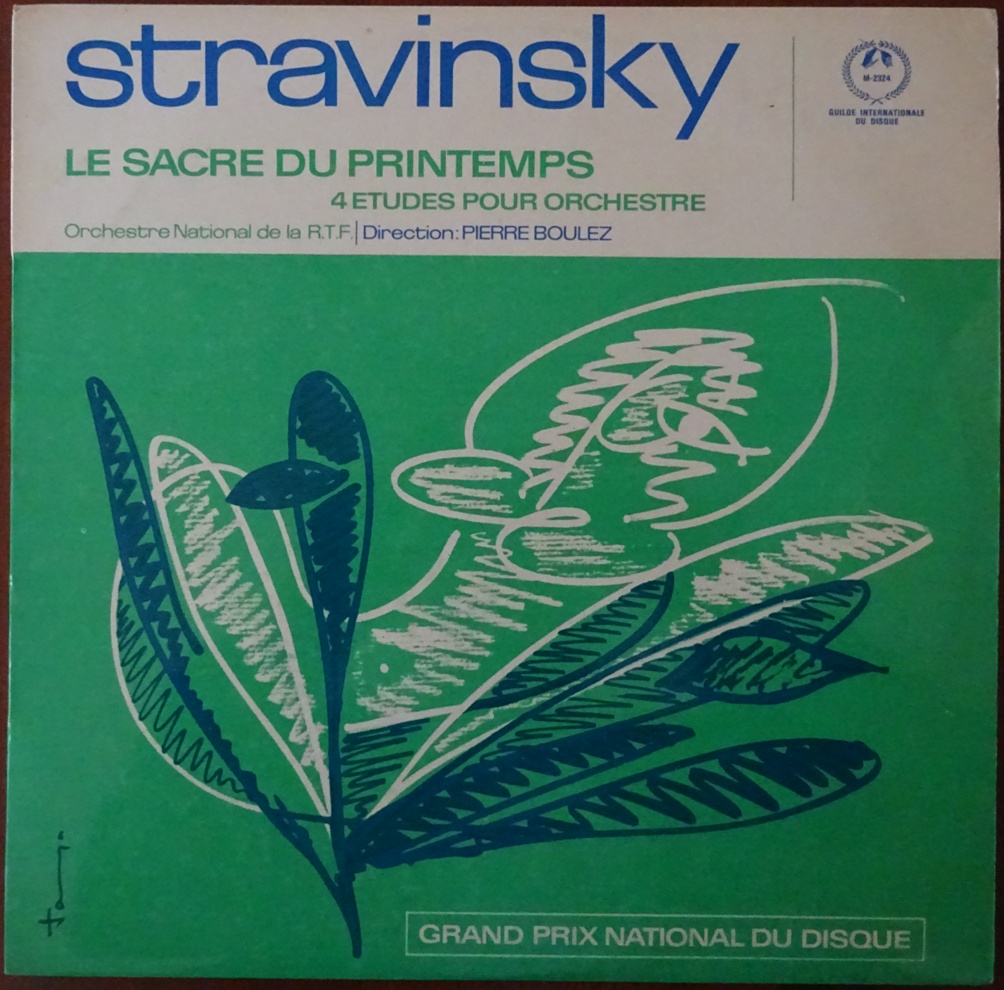 stravinsky
M-2324
GUILDE INTERNATIONALE
DU DISQUE
LE SACRE DU PRINTEMPS
4 ETUDES POUR ORCHESTRE
Orchestre National de la R.T.F. | Direction: PIERRE BOULEZ
GRAND PRIX NATIONAL DU DISQUE